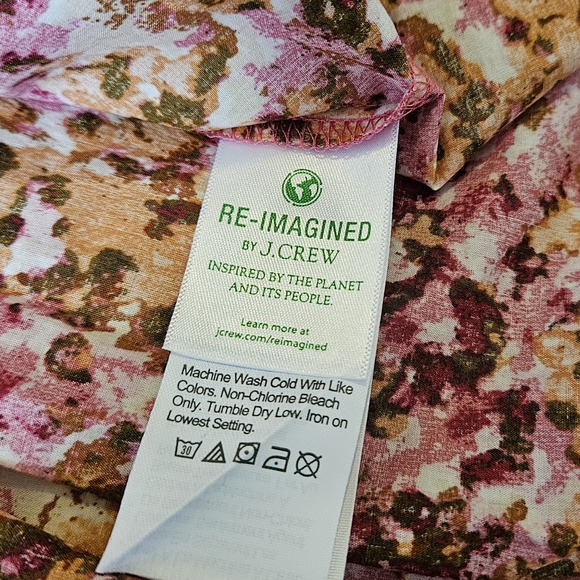 RE-IMAGINED
BY J.CREW
INSPIRED BY THE PLANET
AND ITS PEOPLE.
Learn more at
jcrew.com/reimagined
Machine Wash Cold With Like
Colors. Non-Chlorine Bleach
Only. Tumble Dry Low. Iron on
Lowest Setting.
30